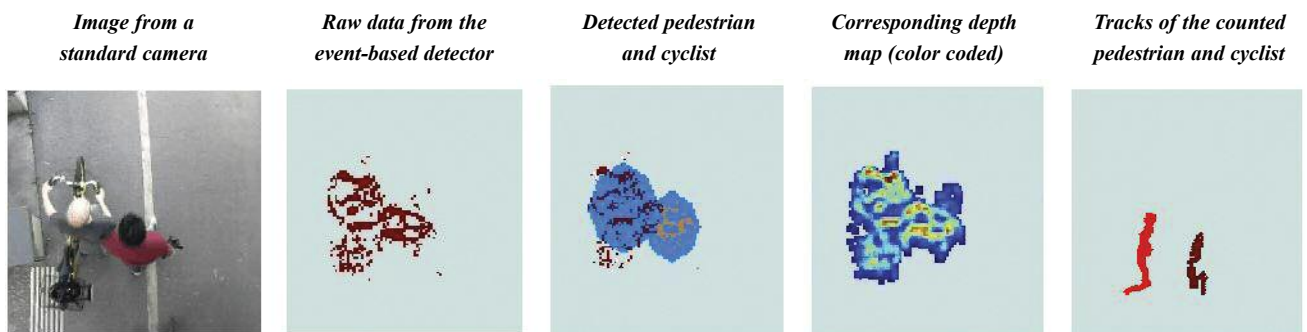 Image from a
standard camera
Raw data from the
event-based detector
Detected pedestrian
and cyclist
Corresponding depth
map (color coded)
Tracks of the counted
pedestrian and cyclist